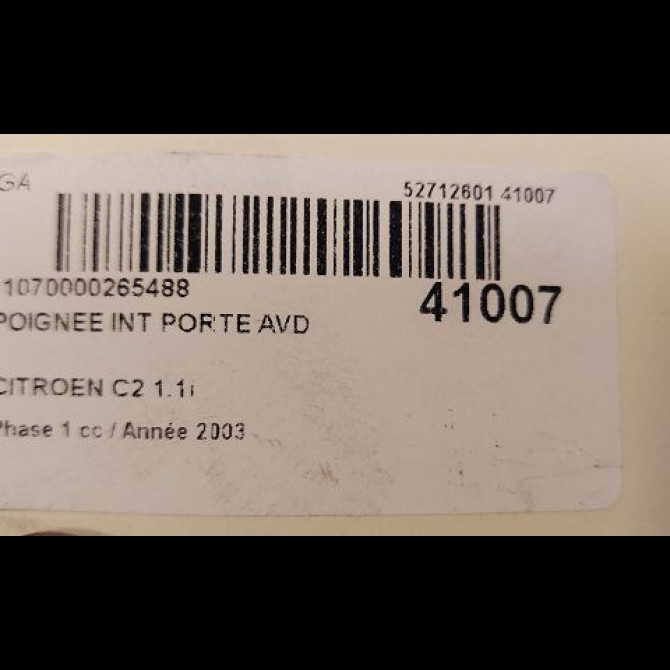 GA
52712601 41007
1070000265488
41007
POIGNEE INT PORTE AVD
CITROEN C2 1.1i
Phase 1 cc / Année 2003